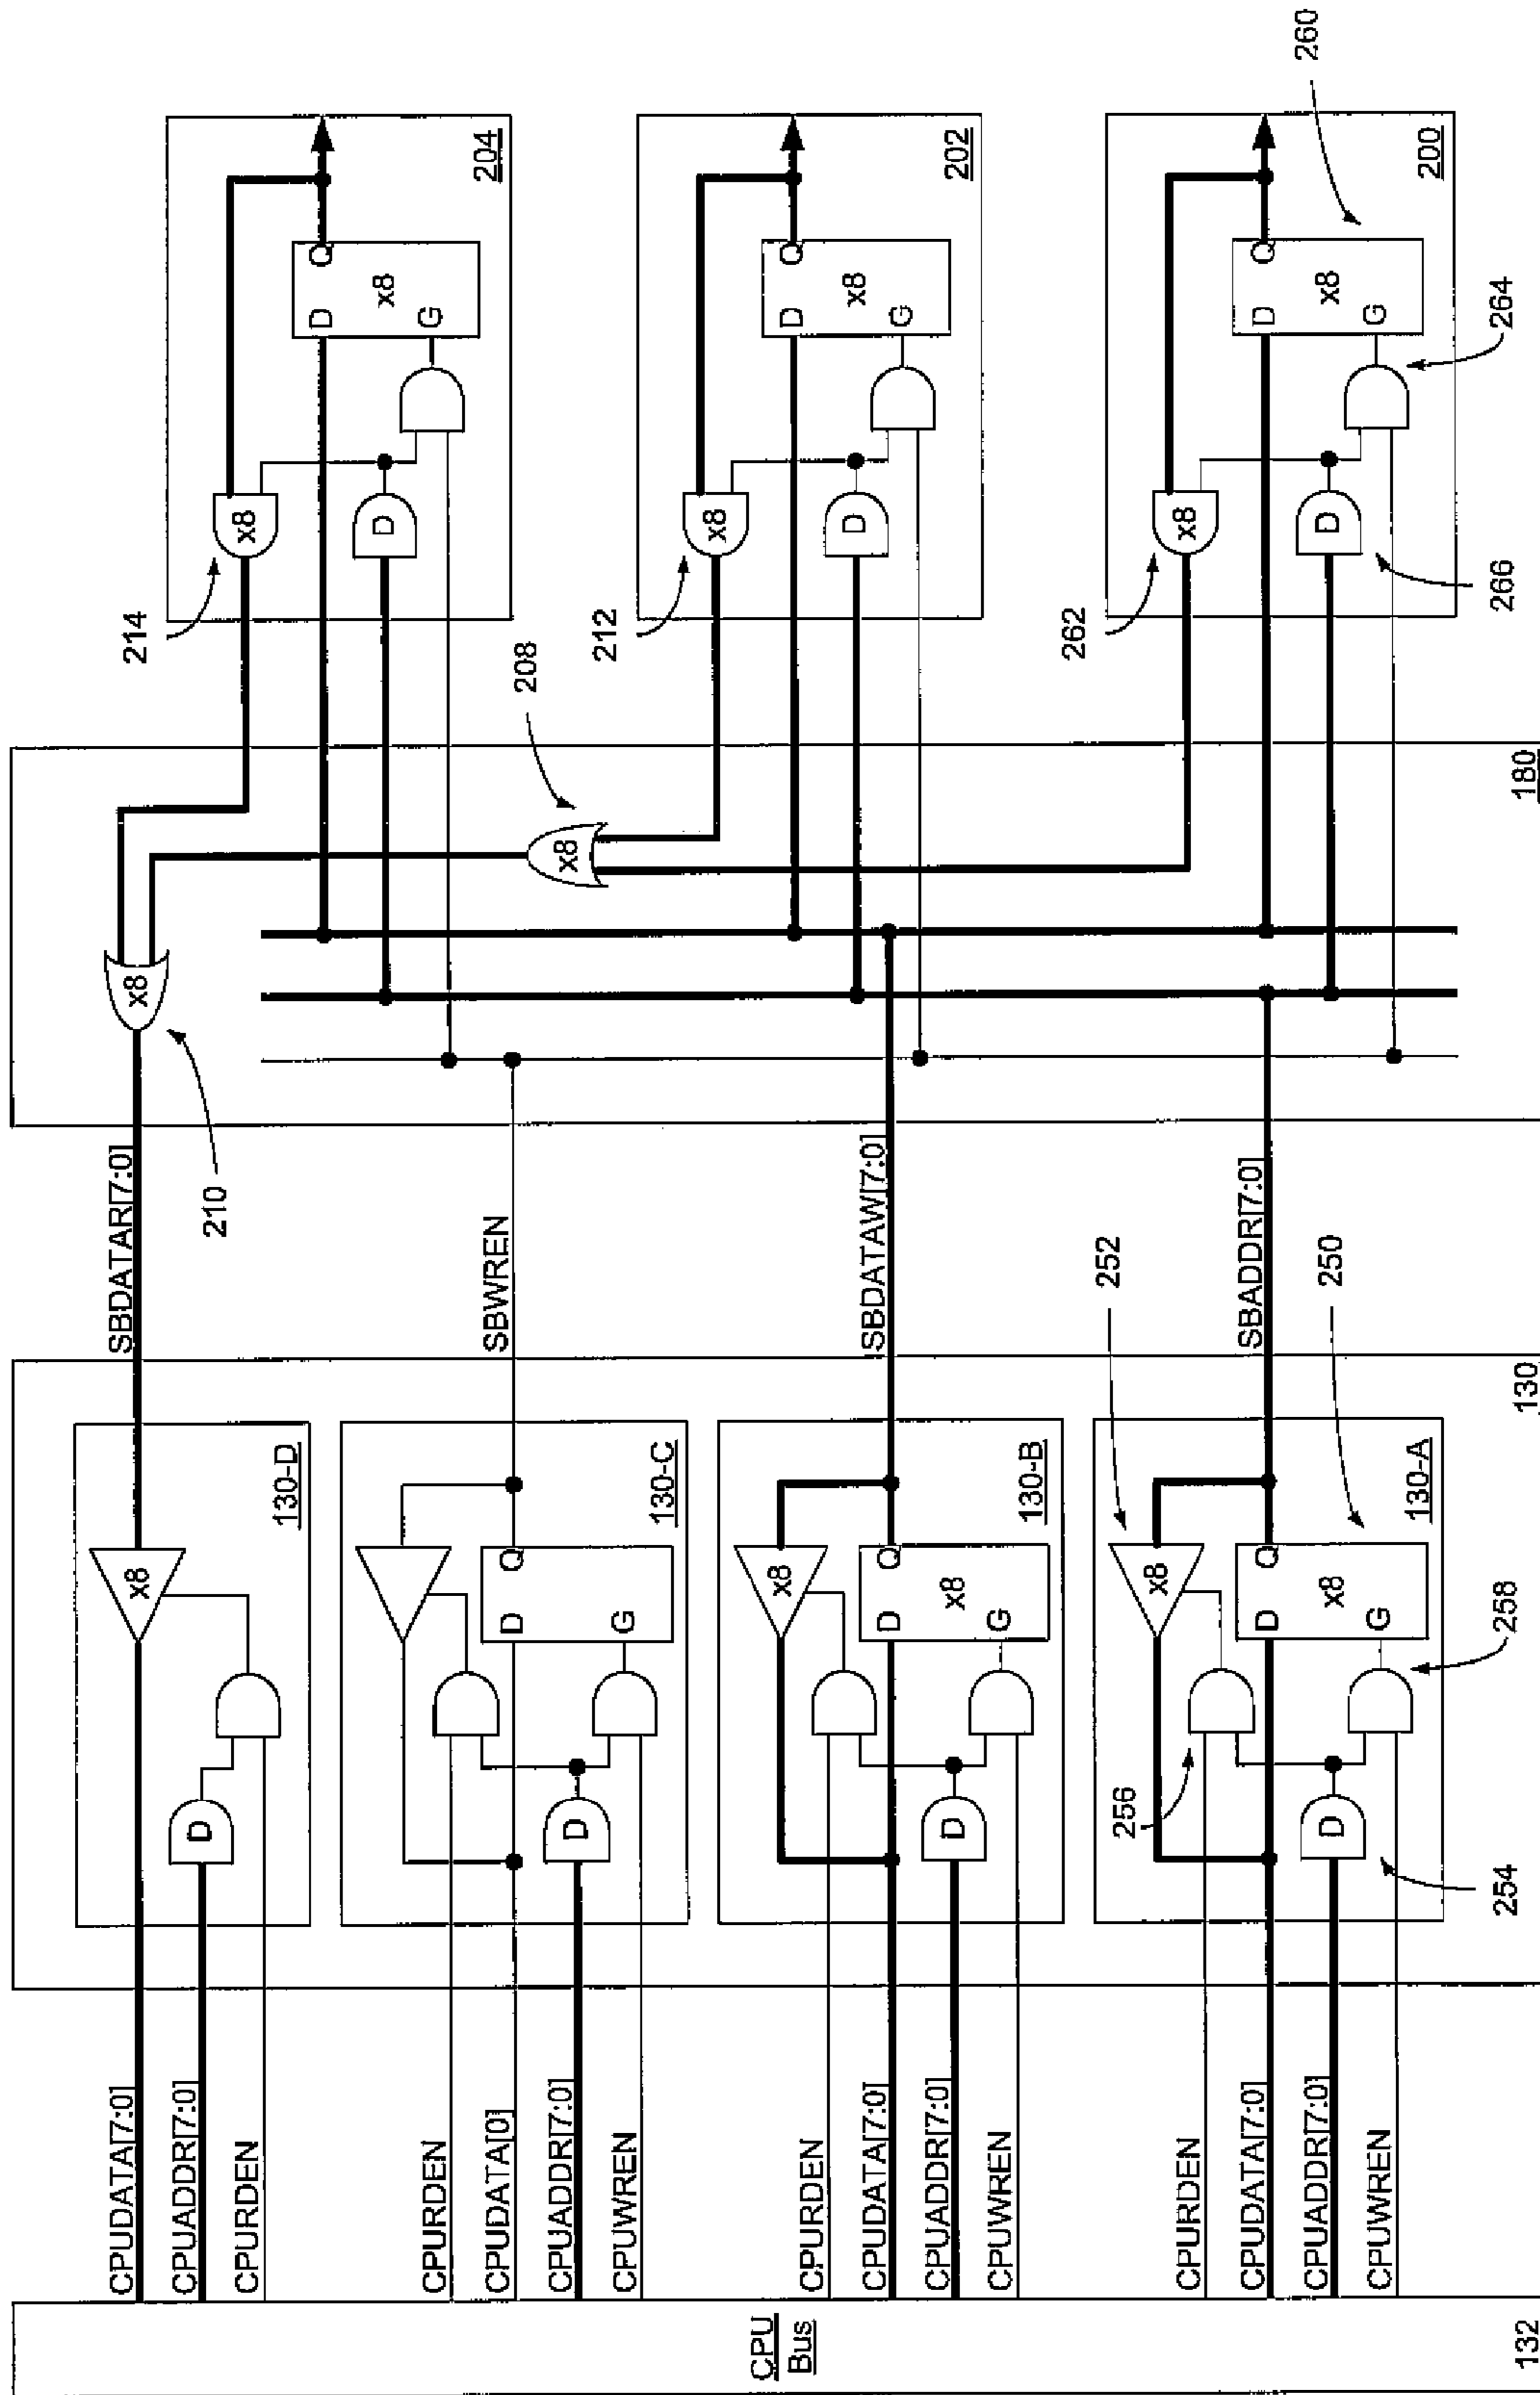 CPU
Bus
132
CPUDATA[7:0]
CPUADDR[7:0]
CPURDEN
CPURDEN
CPUDATA[0]
CPUADDR[7:0]
CPUWREN
CPURDEN
CPUDATA[7:0]
CPUADDR[7:0]
CPUWREN
CPURDEN
CPUDATA[7:0]
CPUADDR[7:0]
CPUWREN
D
x8
130-D
D
D
Q
G
130-C
x8
D
D
Q
x8
G
130-B
252
x8
256
D
254
D
Q
x8
G
250
258
130-A
130
SBDATAR[7:0]
SBWREN
SBDATAW[7:0]
SBADDR[7:0]
x8
210
x8
208
180
214
x8
D
D
Q
x8
G
204
212
x8
D
D
Q
x8
G
202
262
x8
D
266
D
Q
x8
G
260
264
200